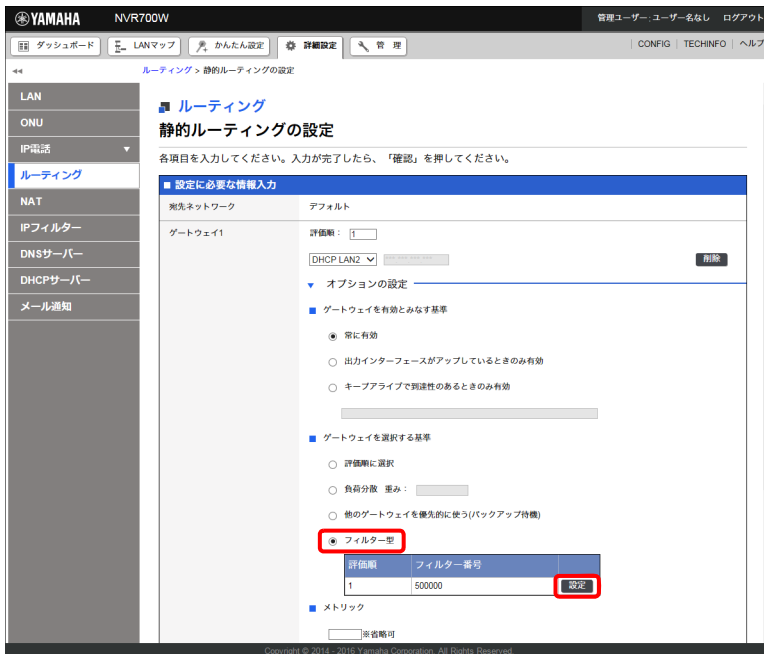 YAMAHA NVR700W 管理ユーザー:ユーザー名なし ログアウト
ダッシュボード LANマップ かんたん設定 詳細設定 管 理 CONFIG TECHINFO ヘルプ
ルーティング > 静的ルーティングの設定
LAN
ONU
IP電話
ルーティング
NAT
IPフィルター
DNSサーバー
DHCPサーバー
メール通知
ルーティング
静的ルーティングの設定
各項目を入力してください。入力が完了したら、「確認」を押してください。
■ 設定に必要な情報入力
宛先ネットワーク デフォルト
ゲートウェイ1 評価順: 1
DHCP LAN2 削除
オプションの設定
ゲートウェイを有効とみなす基準
常に有効
出力インターフェースがアップしているときのみ有効
キープアライブで到達性のあるときのみ有効
ゲートウェイを選択する基準
評価順に選択
負荷分散 重み:
他のゲートウェイを優先的に使う(バックアップ待機)
フィルター型
評価順 フィルター番号
1 500000 設定
メトリック
※省略可
Copyright © 2014 - 2016 Yamaha Corporation. All Rights Reserved.